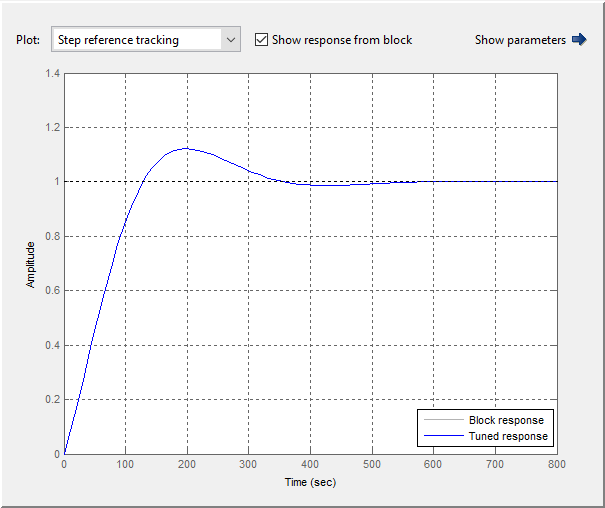 Plot: Step reference tracking Show response from block Show parameters
1.4
1.2
1
0.8
0.6
0.4
0.2
0
Amplitude
Block response
Tuned response
0 100 200 300 400 500 600 700 800
Time (sec)